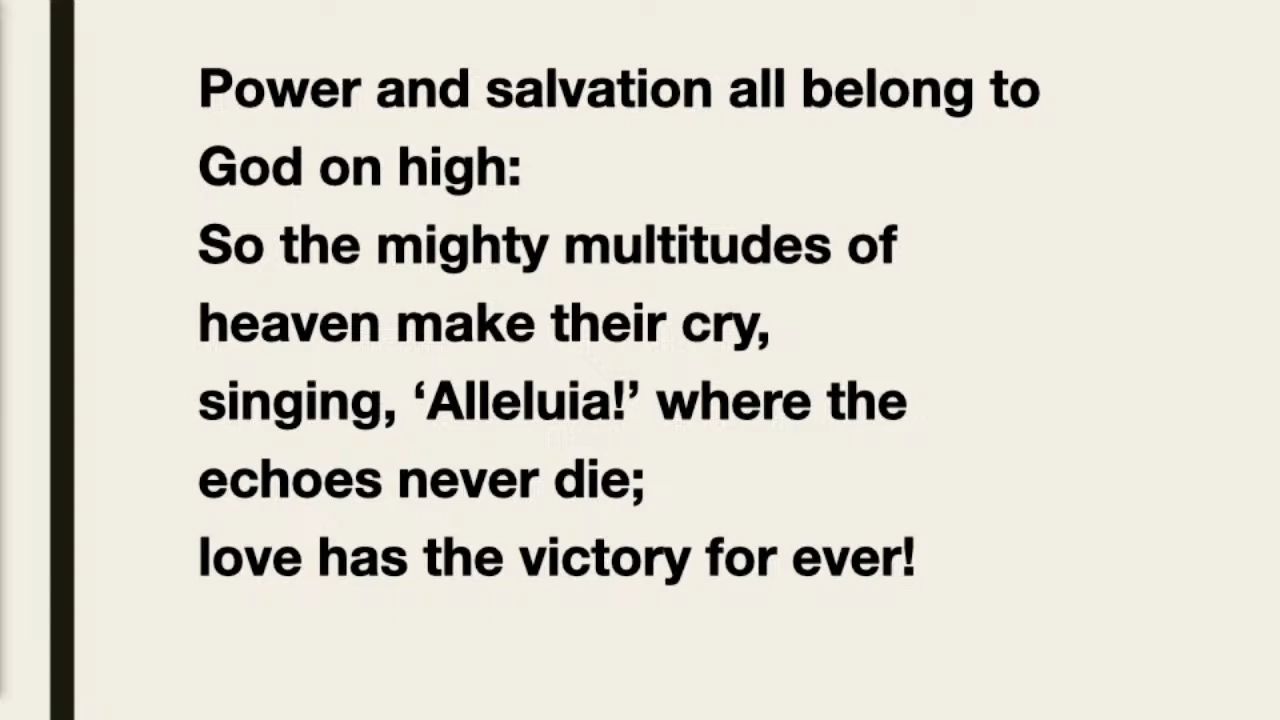 Power and salvation all belong to
God on high:
So the mighty multitudes of
heaven make their cry,
singing, ‘Alleluia!’ where the
echoes never die;
love has the victory for ever!